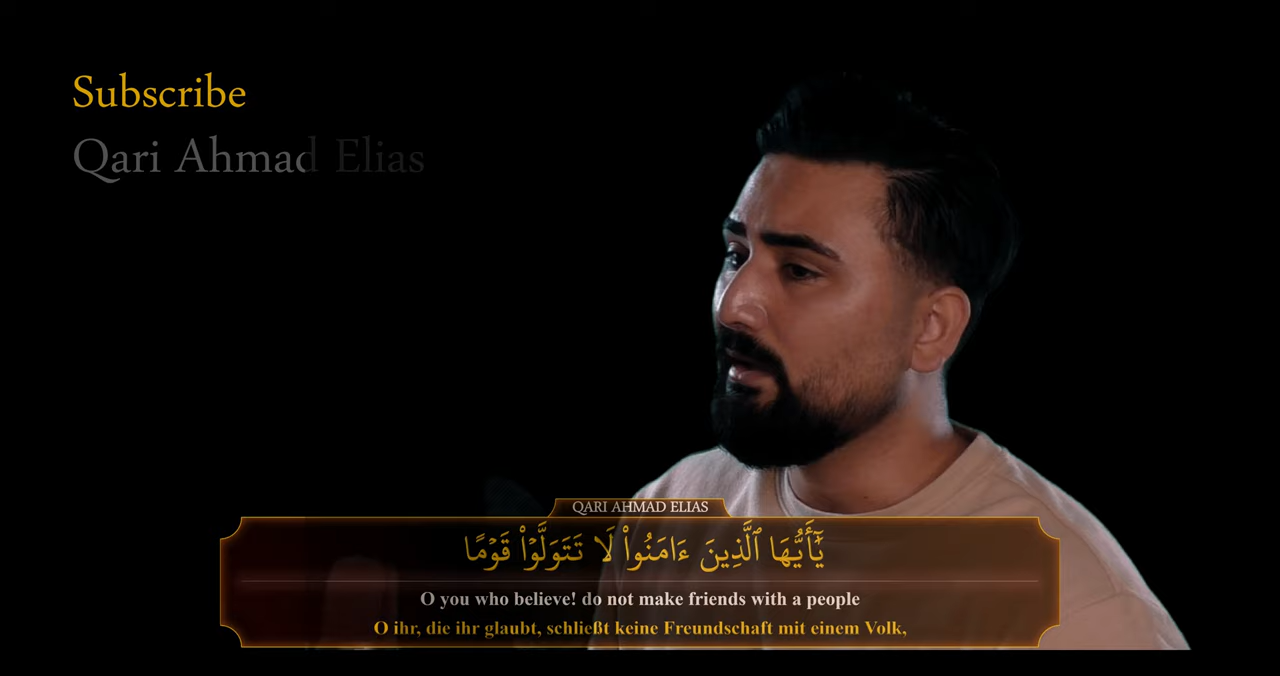 Subscribe
Qari Ahmad Elias
QARI AHMAD ELIAS
يَٰٓأَيُّهَا ٱلَّذِينَ ءَامَنُوا۟ لَا تَتَوَلَّوْا۟ قَوْمًا
O you who believe! do not make friends with a people
O ihr, die ihr glaubt, schließt keine Freundschaft mit einem Volk,